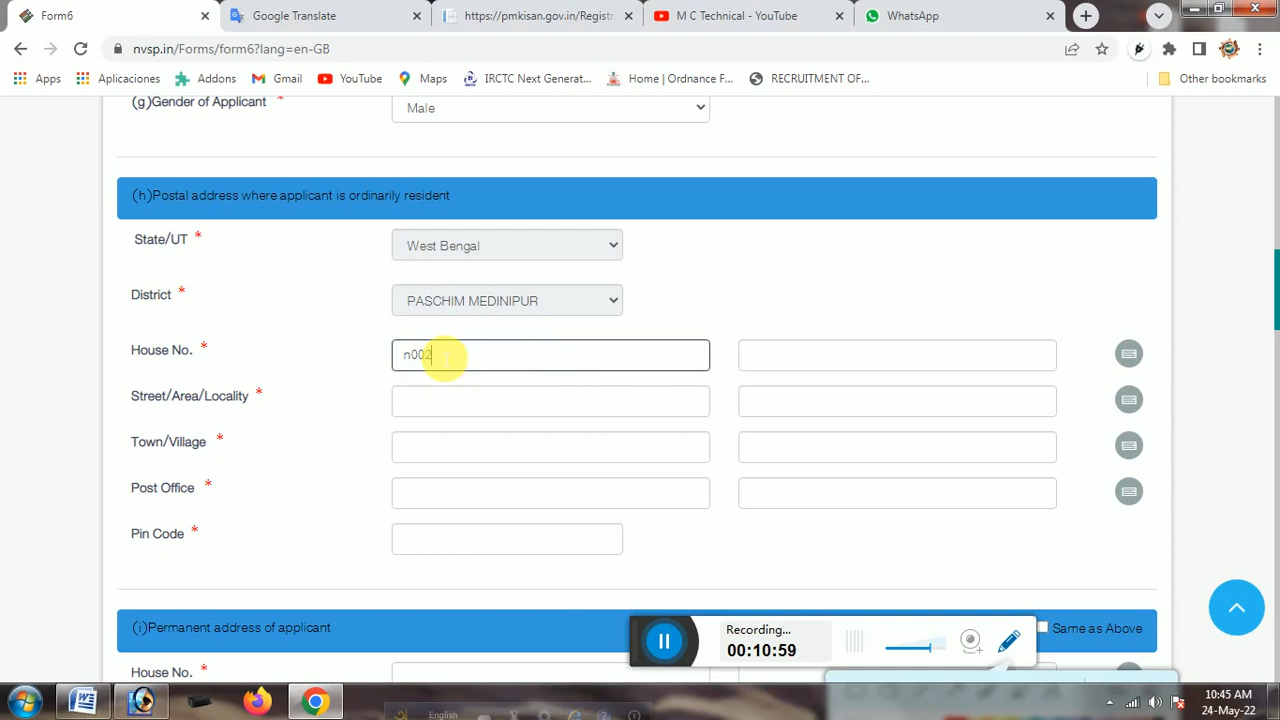 Form6
Google Translate
https://pmkisan.gov.in/Registr
M C Technical - YouTube
WhatsApp
nvsp.in/Forms/form6?lang=en-GB
Apps
Aplicaciones
Addons
Gmail
YouTube
Maps
IRCTC Next Generat...
Home | Ordnance F...
RECRUITMENT OF...
Other bookmarks
(g)Gender of Applicant *
Male
(h)Postal address where applicant is ordinarily resident
State/UT *
West Bengal
District *
PASCHIM MEDINIPUR
House No. *
n002
Street/Area/Locality *
Town/Village *
Post Office *
Pin Code *
(i)Permanent address of applicant
Same as Above
Recording...
00:10:59
House No. *
English
10:45 AM
24-May-22